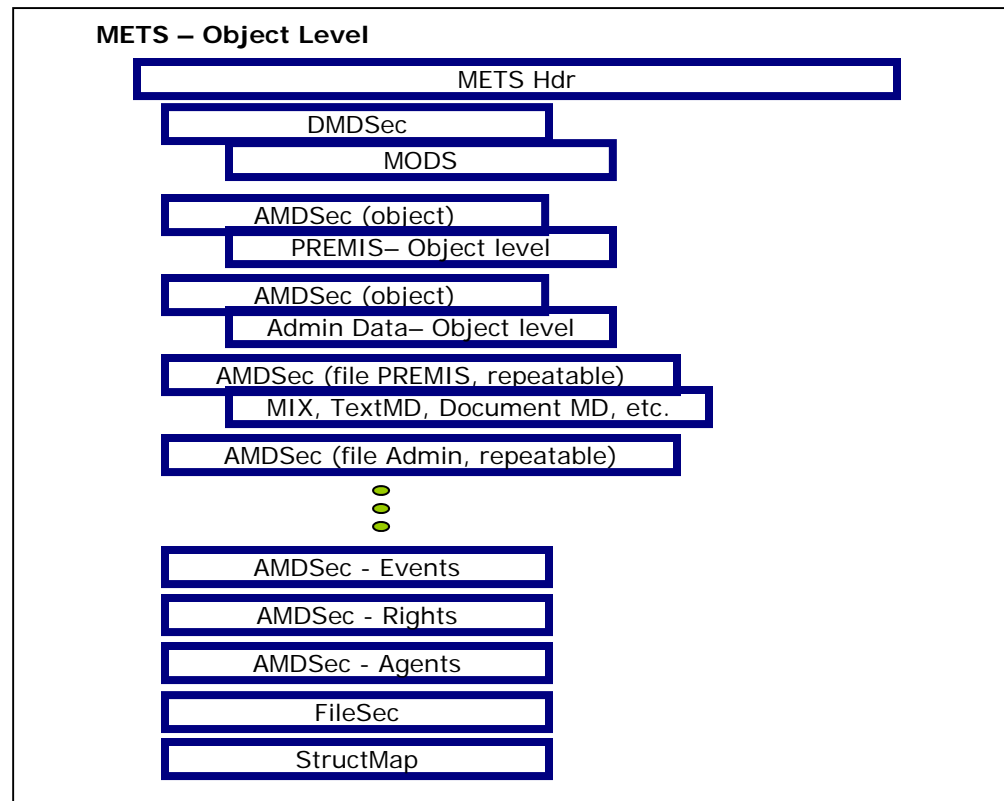 METS – Object Level
METS Hdr
DMDSec
MODS
AMDSec (object)
PREMIS– Object level
AMDSec (object)
Admin Data– Object level
AMDSec (file PREMIS, repeatable)
MIX, TextMD, Document MD, etc.
AMDSec (file Admin, repeatable)
AMDSec - Events
AMDSec - Rights
AMDSec - Agents
FileSec
StructMap